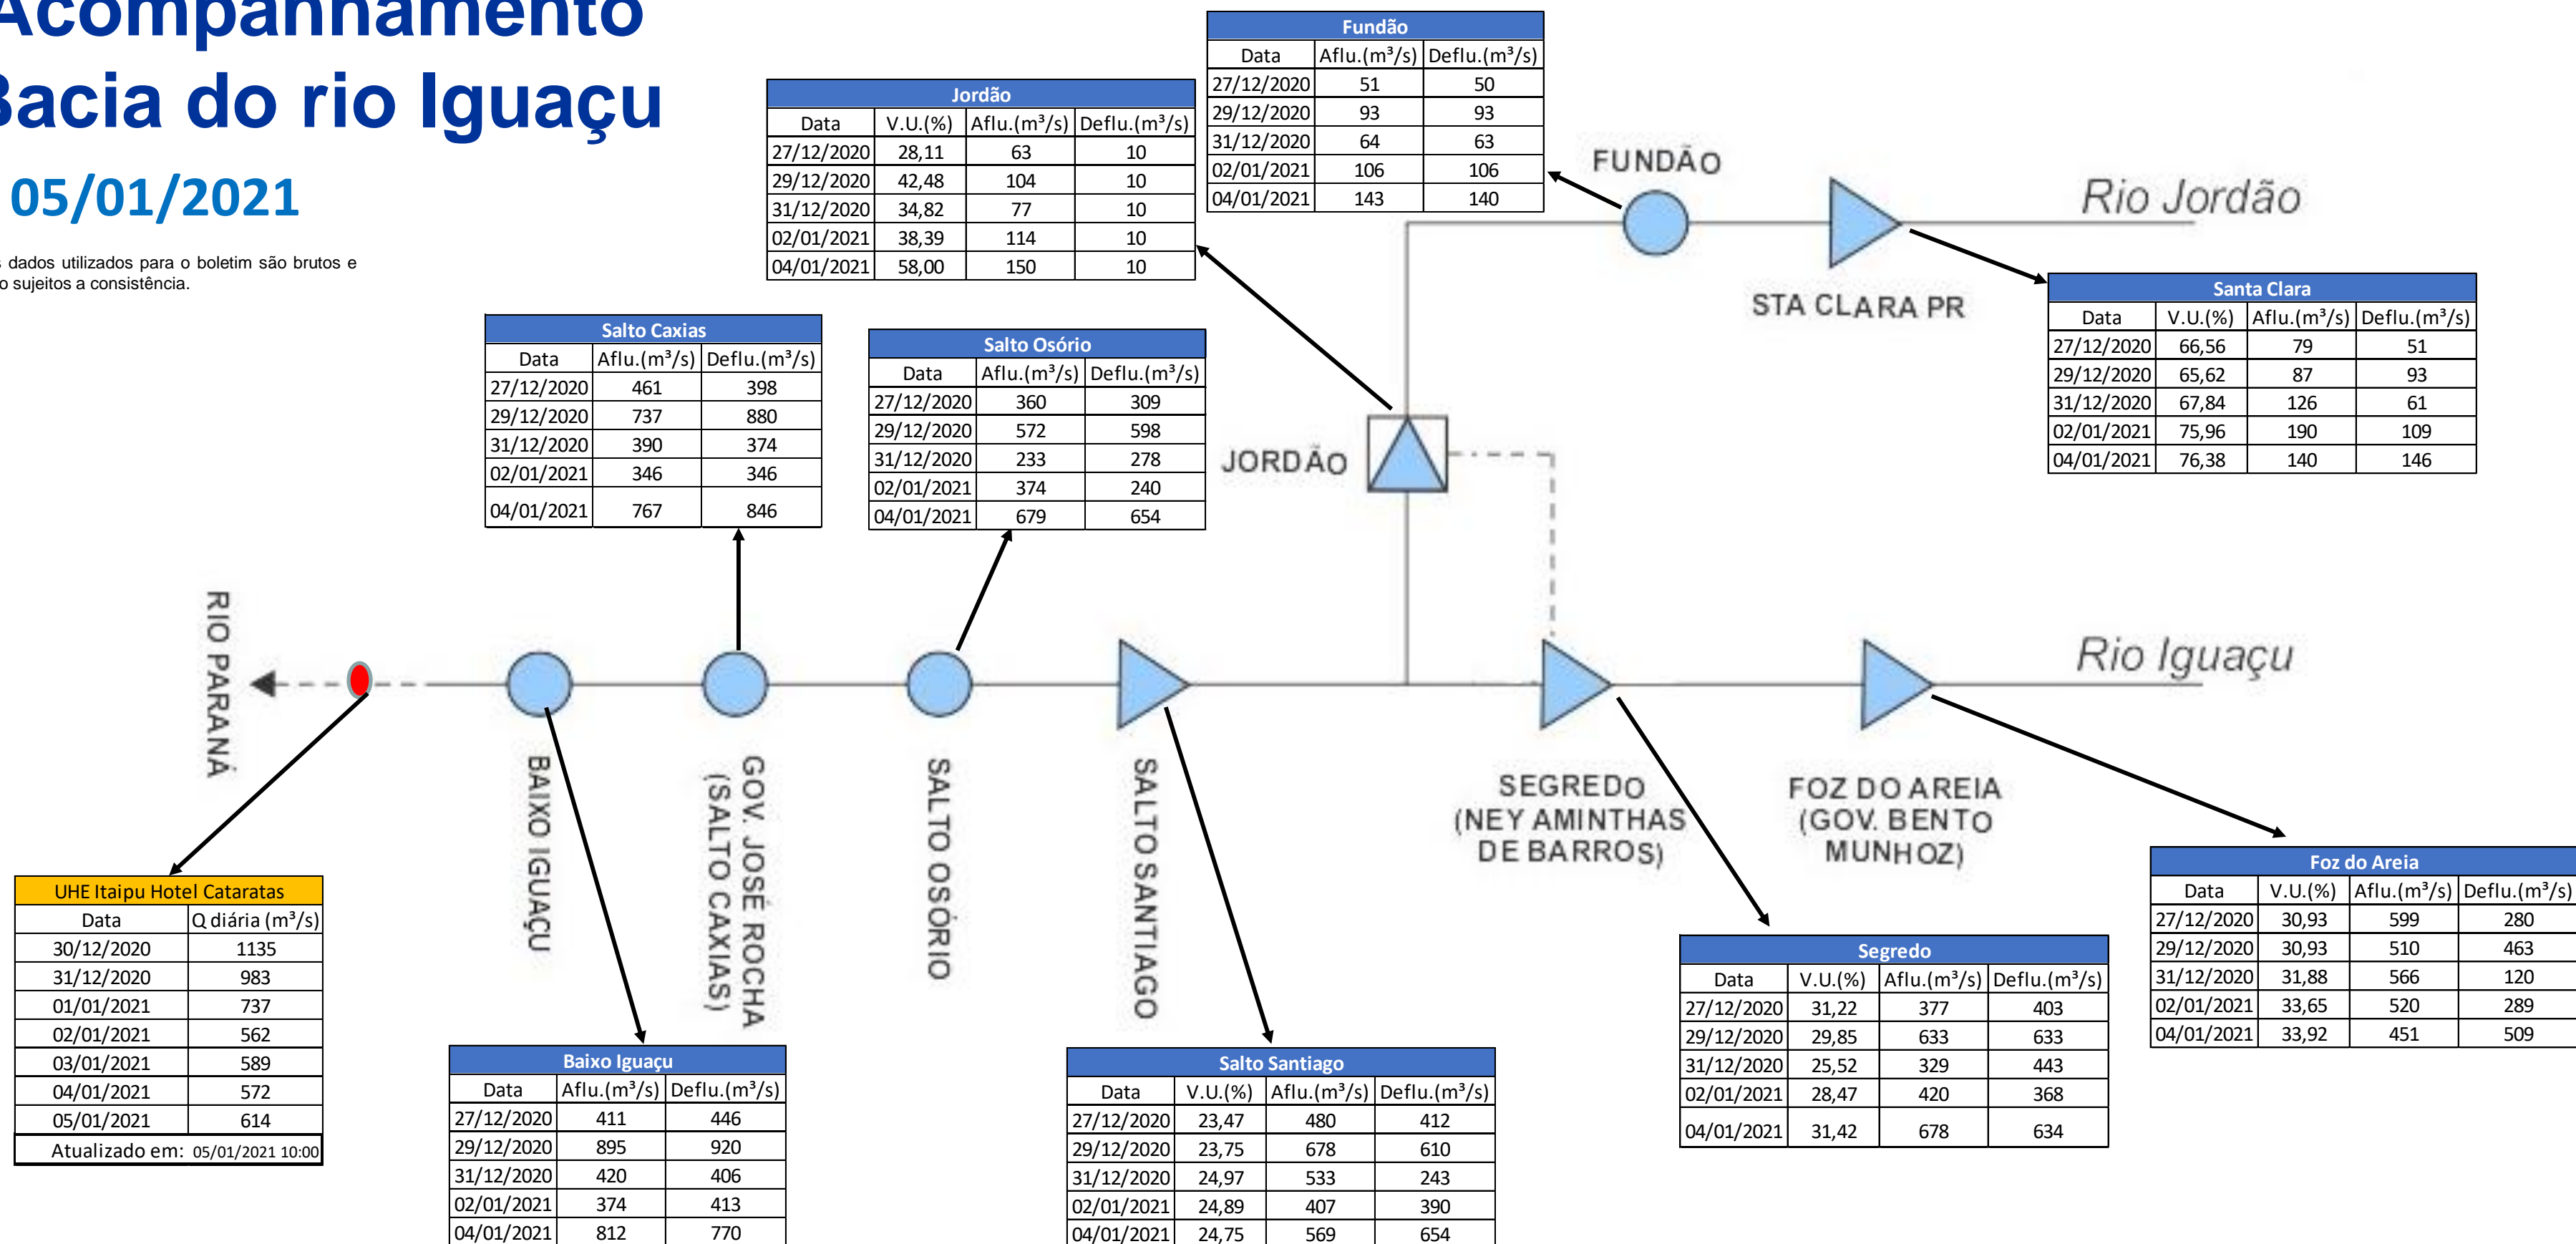 Acompanhamento
Bacia do rio Iguaçu
05/01/2021
dados utilizados para o boletim são brutos e
sujeitos a consistência.
Fundão
Data Aflu.(m³/s) Deflu.(m³/s)
27/12/2020 51 50
29/12/2020 93 93
31/12/2020 64 63
02/01/2021 106 106
04/01/2021 143 140
Jordão
Data V.U.(%) Aflu.(m³/s) Deflu.(m³/s)
27/12/2020 28,11 63 10
29/12/2020 42,48 104 10
31/12/2020 34,82 77 10
02/01/2021 38,39 114 10
04/01/2021 58,00 150 10
FUNDÃO
Rio Jordão
STA CLARA PR
Santa Clara
Data V.U.(%) Aflu.(m³/s) Deflu.(m³/s)
27/12/2020 66,56 79 51
29/12/2020 65,62 87 93
31/12/2020 67,84 126 61
02/01/2021 75,96 190 109
04/01/2021 76,38 140 146
Salto Caxias
Data Aflu.(m³/s) Deflu.(m³/s)
27/12/2020 461 398
29/12/2020 737 880
31/12/2020 390 374
02/01/2021 346 346
04/01/2021 767 846
Salto Osório
Data Aflu.(m³/s) Deflu.(m³/s)
27/12/2020 360 309
29/12/2020 572 598
31/12/2020 233 278
02/01/2021 374 240
04/01/2021 679 654
JORDÃO
RIO PARANÁ
Rio Iguaçu
BAIXO IGUAÇU
GOV. JOSÉ ROCHA
(SALTO CAXIAS)
SALTO OSÓRIO
SALTO SANTIAGO
SEGREDO
(NEY AMINTHAS
DE BARROS)
FOZ DO AREIA
(GOV. BENTO
MUNHOZ)
UHE Itaipu Hotel Cataratas
Data Q diária (m³/s)
30/12/2020 1135
31/12/2020 983
01/01/2021 737
02/01/2021 562
03/01/2021 589
04/01/2021 572
05/01/2021 614
Atualizado em: 05/01/2021 10:00
Baixo Iguaçu
Data Aflu.(m³/s) Deflu.(m³/s)
27/12/2020 411 446
29/12/2020 895 920
31/12/2020 420 406
02/01/2021 374 413
04/01/2021 812 770
Salto Santiago
Data V.U.(%) Aflu.(m³/s) Deflu.(m³/s)
27/12/2020 23,47 480 412
29/12/2020 23,75 678 610
31/12/2020 24,97 533 243
02/01/2021 24,89 407 390
04/01/2021 24,75 569 654
Segredo
Data V.U.(%) Aflu.(m³/s) Deflu.(m³/s)
27/12/2020 31,22 377 403
29/12/2020 29,85 633 633
31/12/2020 25,52 329 443
02/01/2021 28,47 420 368
04/01/2021 31,42 678 634
Foz do Areia
Data V.U.(%) Aflu.(m³/s) Deflu.(m³/s)
27/12/2020 30,93 599 280
29/12/2020 30,93 510 463
31/12/2020 31,88 566 120
02/01/2021 33,65 520 289
04/01/2021 33,92 451 509